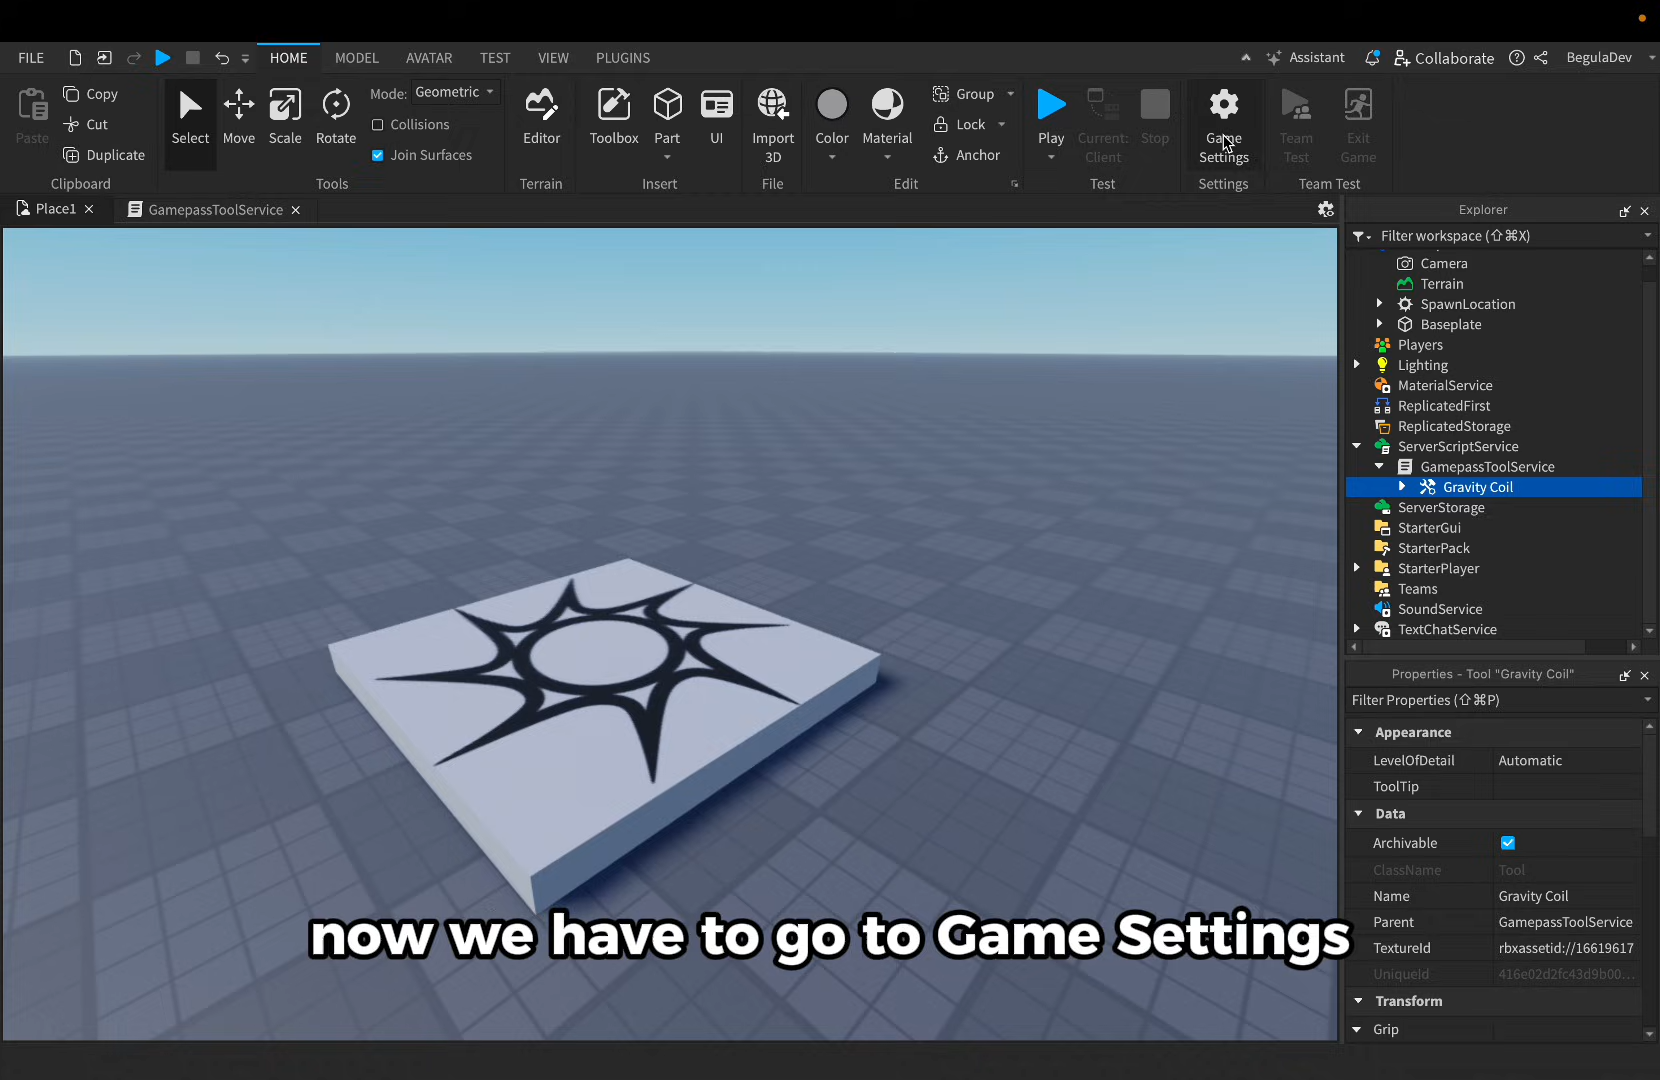 FILE HOME MODEL AVATAR TEST VIEW PLUGINS Assistant Collaborate BegulaDev
Paste Copy Cut Duplicate
Clipboard
Select Move Scale Rotate
Mode: Geometric
Collisions
Join Surfaces
Tools
Editor
Terrain
Toolbox Part UI
Insert
Import
3D
File
Color Material
Group
Lock
Anchor
Edit
Play Current:
Client
Stop
Test
Game
Settings
Settings
Team
Test
Exit
Game
Team Test
Place1 GamepassToolService
Explorer
Filter workspace (⇧⌘X)
Camera
Terrain
SpawnLocation
Baseplate
Players
Lighting
MaterialService
ReplicatedFirst
ReplicatedStorage
ServerScriptService
GamepassToolService
Gravity Coil
ServerStorage
StarterGui
StarterPack
StarterPlayer
Teams
SoundService
TextChatService
Properties - Tool "Gravity Coil"
Filter Properties (⇧⌘P)
Appearance
LevelOfDetail Automatic
ToolTip
Data
Archivable
ClassName Tool
Name Gravity Coil
Parent GamepassToolService
TextureId rbxassetid://16619617
UniqueId 416e02d2fc43d9b00...
Transform
Grip
now we have to go to Game Settings